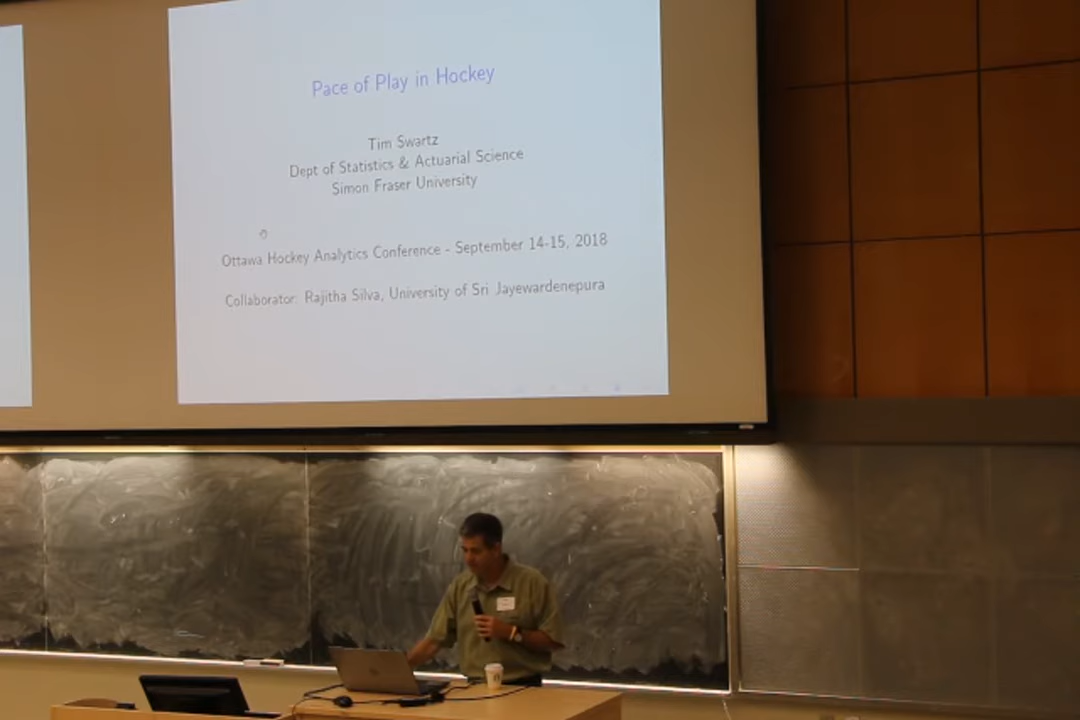 Pace of Play in Hockey
Tim Swartz
Dept of Statistics & Actuarial Science
Simon Fraser University
Ottawa Hockey Analytics Conference - September 14-15, 2018
Collaborator: Rajitha Silva, University of Sri Jayewardenepura